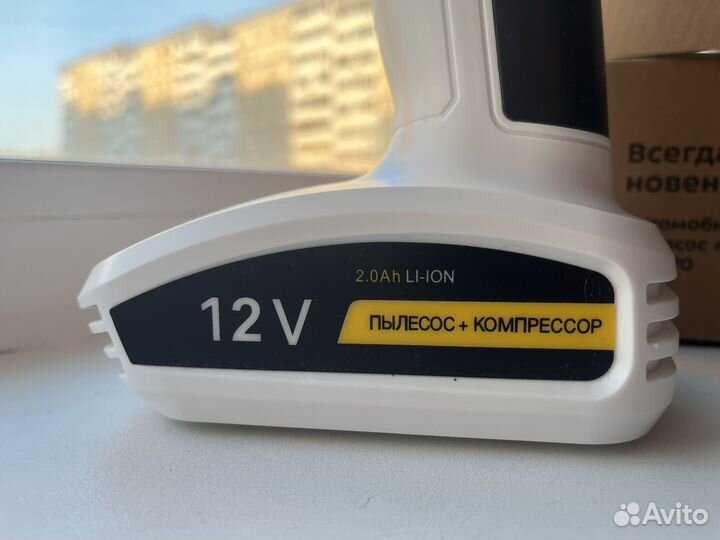 2.0Ah LI-ION
12V
ПЫЛЕСОС + КОМПРЕССОР
Всегда
новен
Avito